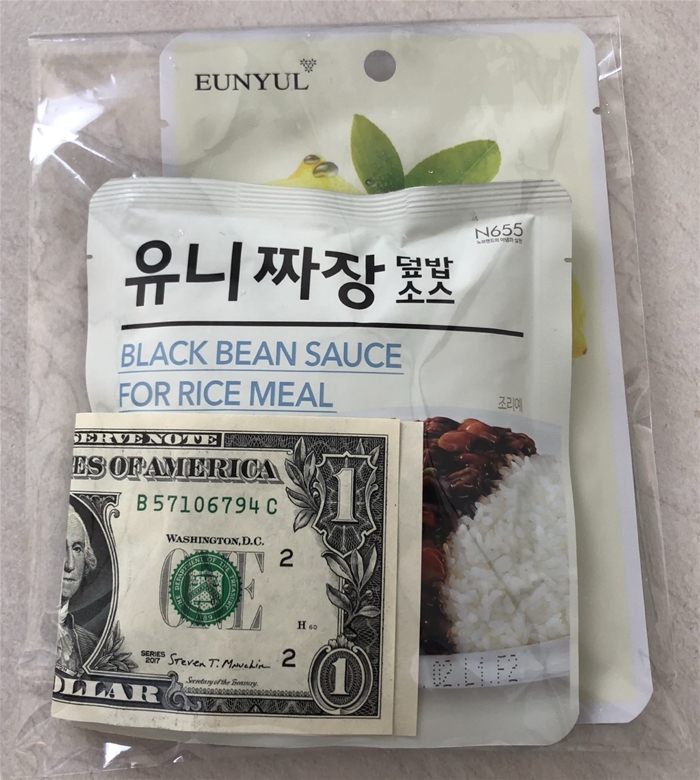 EUNYUL
N655
유니짜장 덮밥
소스
BLACK BEAN SAUCE
FOR RICE MEAL
조리예
SERVE NOTE
ES OF AMERICA
B 57106794 C
1
WASHINGTON, D.C.
ONE
2
H 60
SERIES
2017
Steven T. Mnuchin
2
Secretary of the Treasury.
1
OLLAR